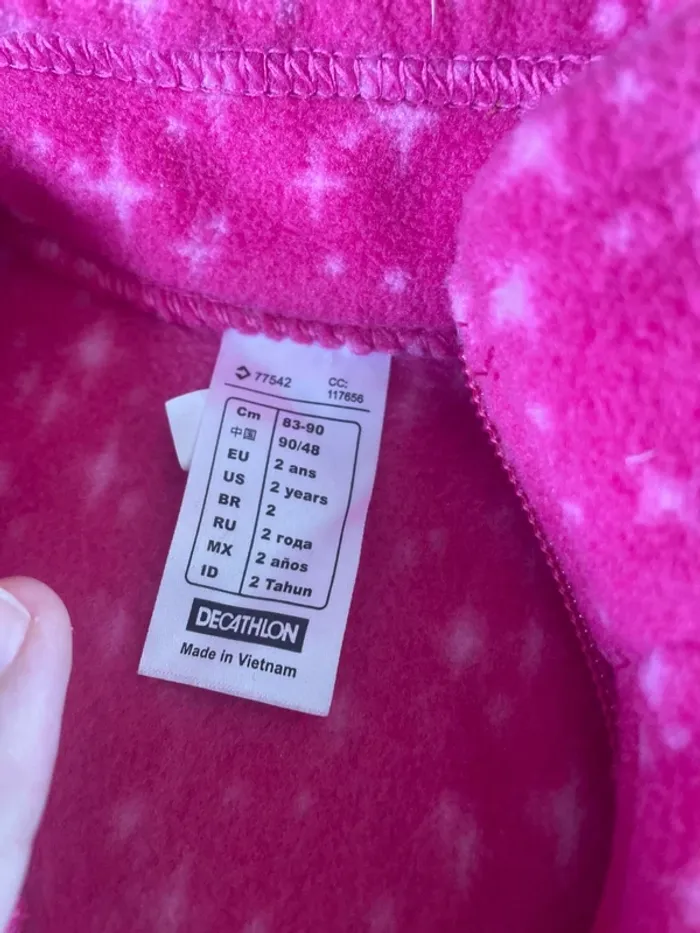 77542 CC:
117656
Cm 83-90
中国 90/48
EU 2 ans
US 2 years
BR 2
RU 2 года
MX 2 años
ID 2 Tahun
DECATHLON
Made in Vietnam